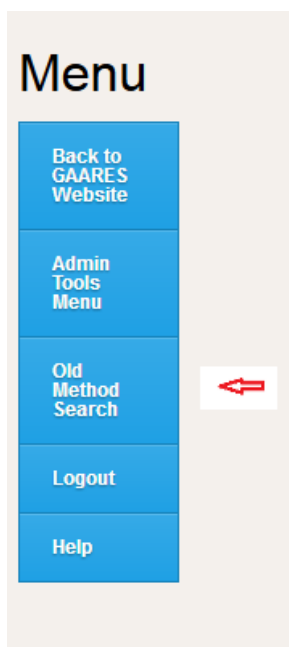 Menu
Back to
GAARES
Website
Admin
Tools
Menu
Old
Method
Search
Logout
Help